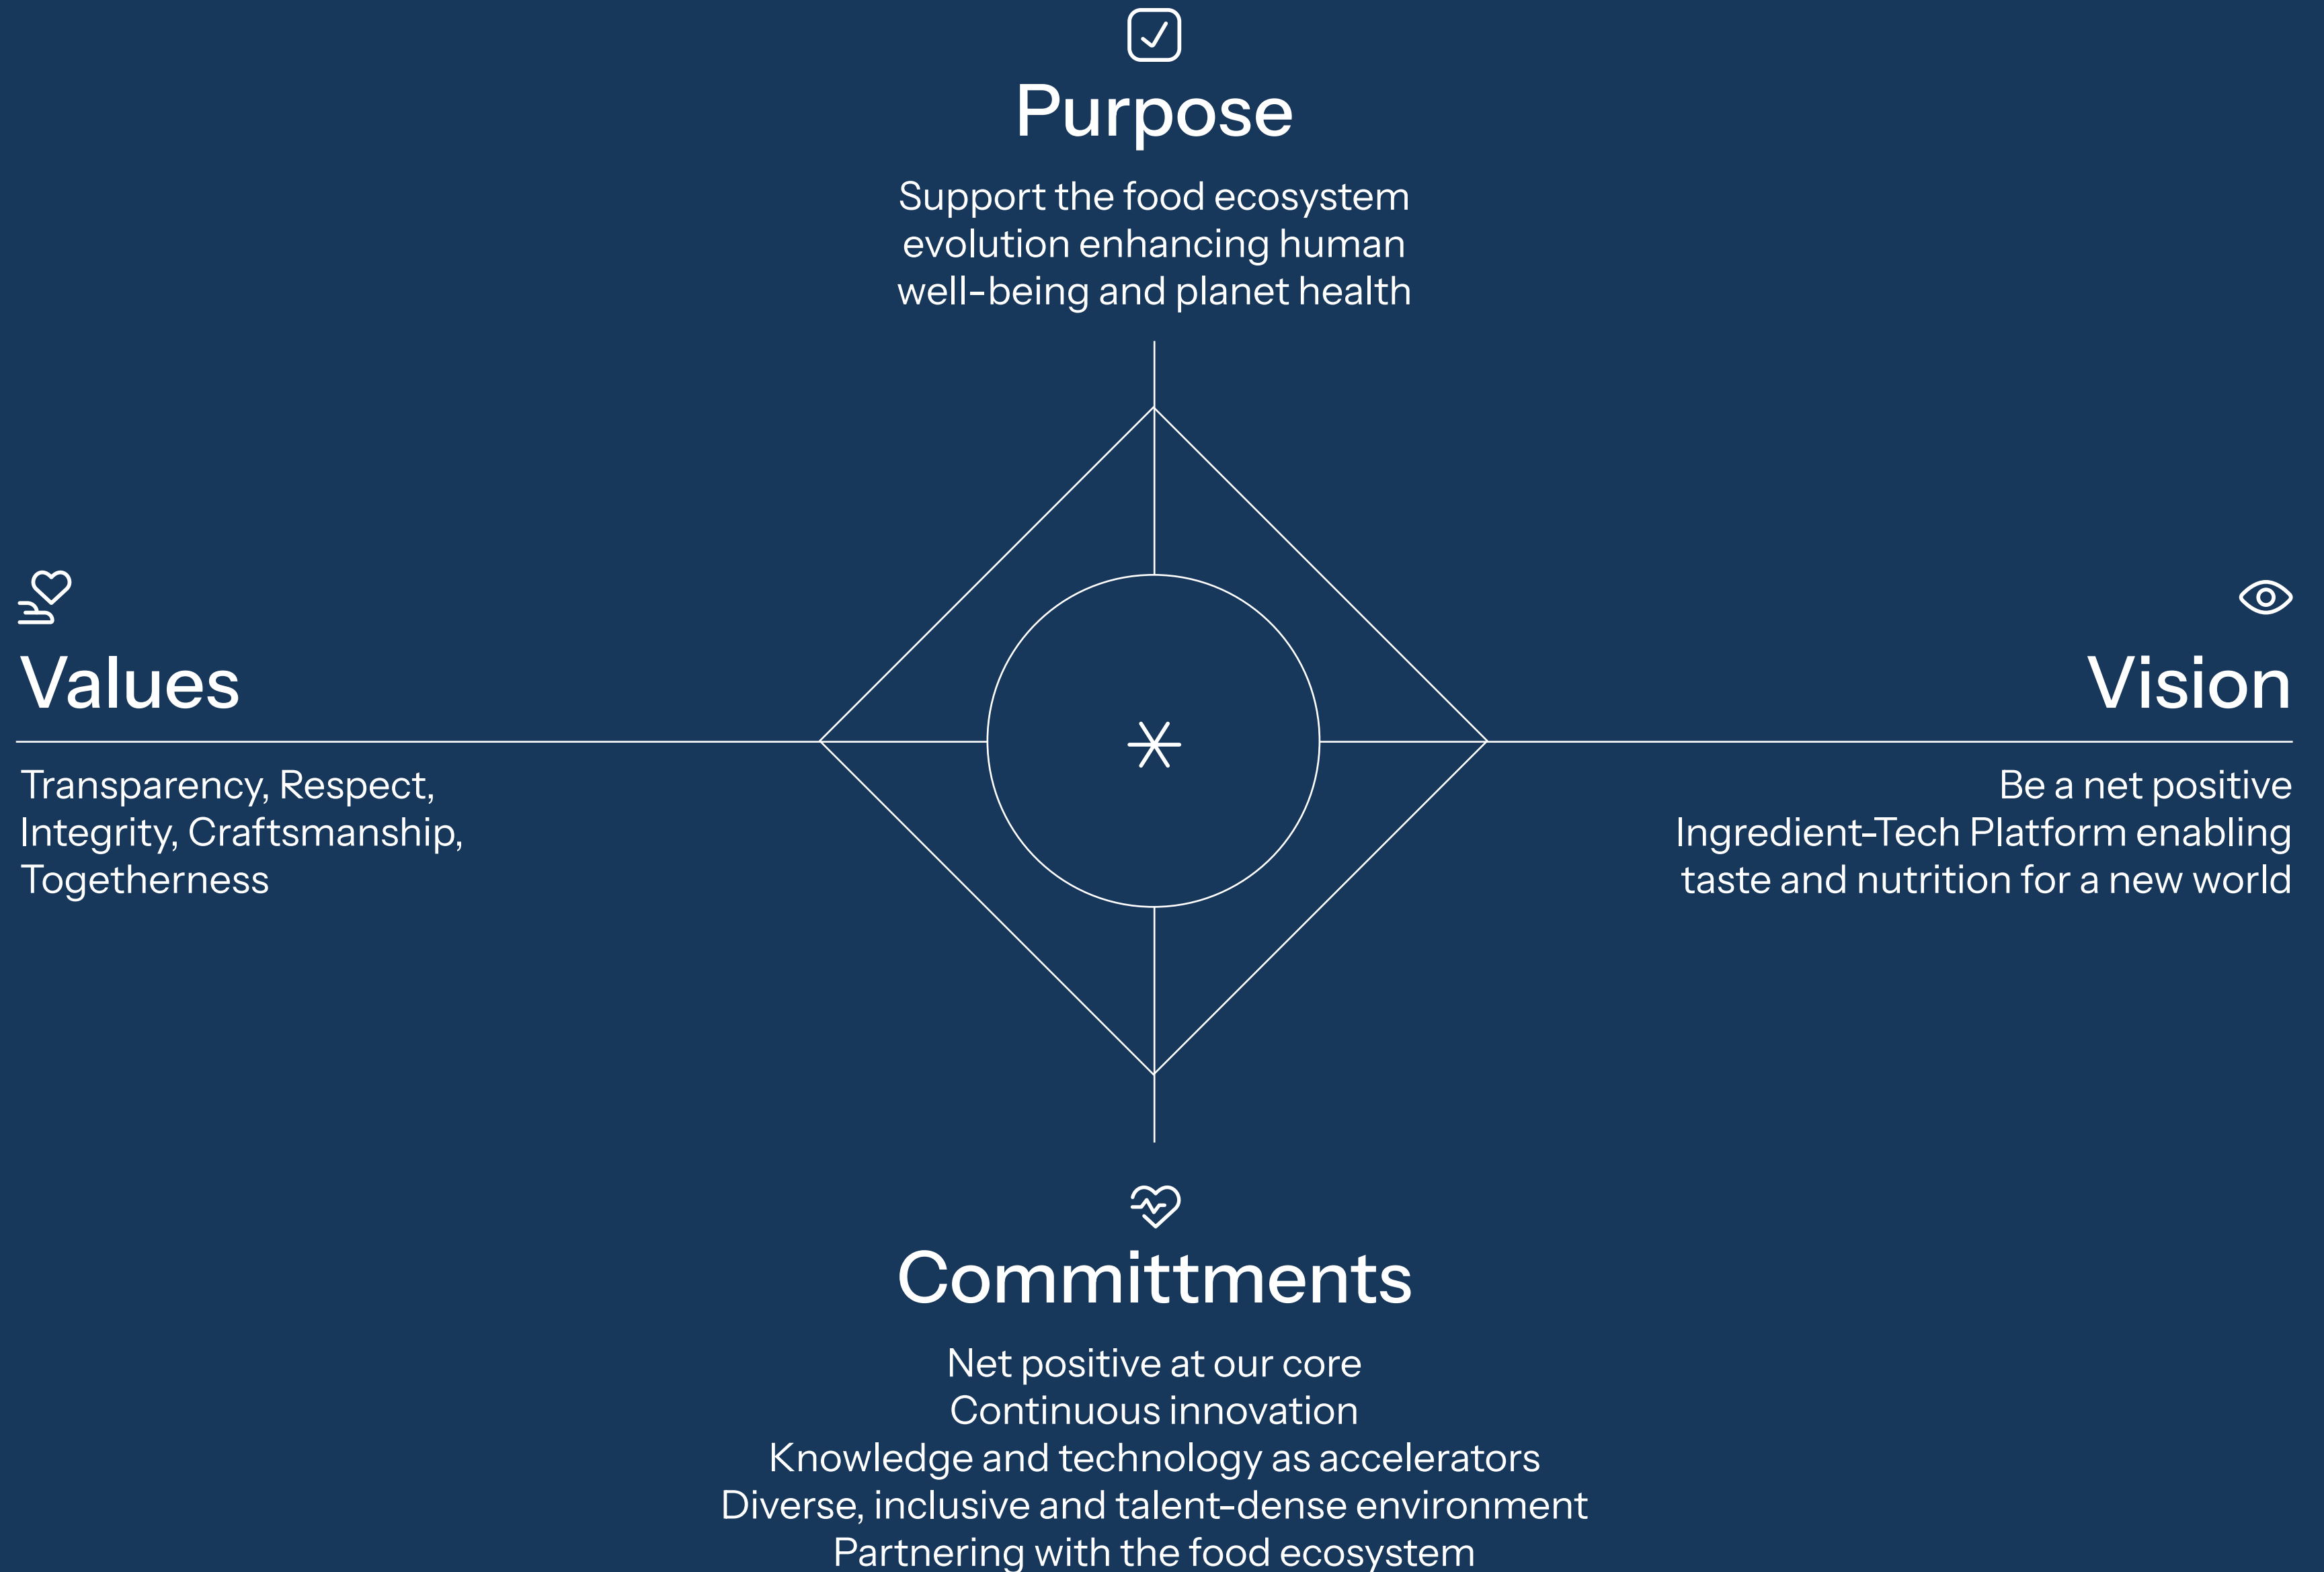 Purpose
Support the food ecosystem
evolution enhancing human
well-being and planet health
Values
Transparency, Respect,
Integrity, Craftsmanship,
Togetherness
Vision
Be a net positive
Ingredient-Tech Platform enabling
taste and nutrition for a new world
Committments
Net positive at our core
Continuous innovation
Knowledge and technology as accelerators
Diverse, inclusive and talent-dense environment
Partnering with the food ecosystem